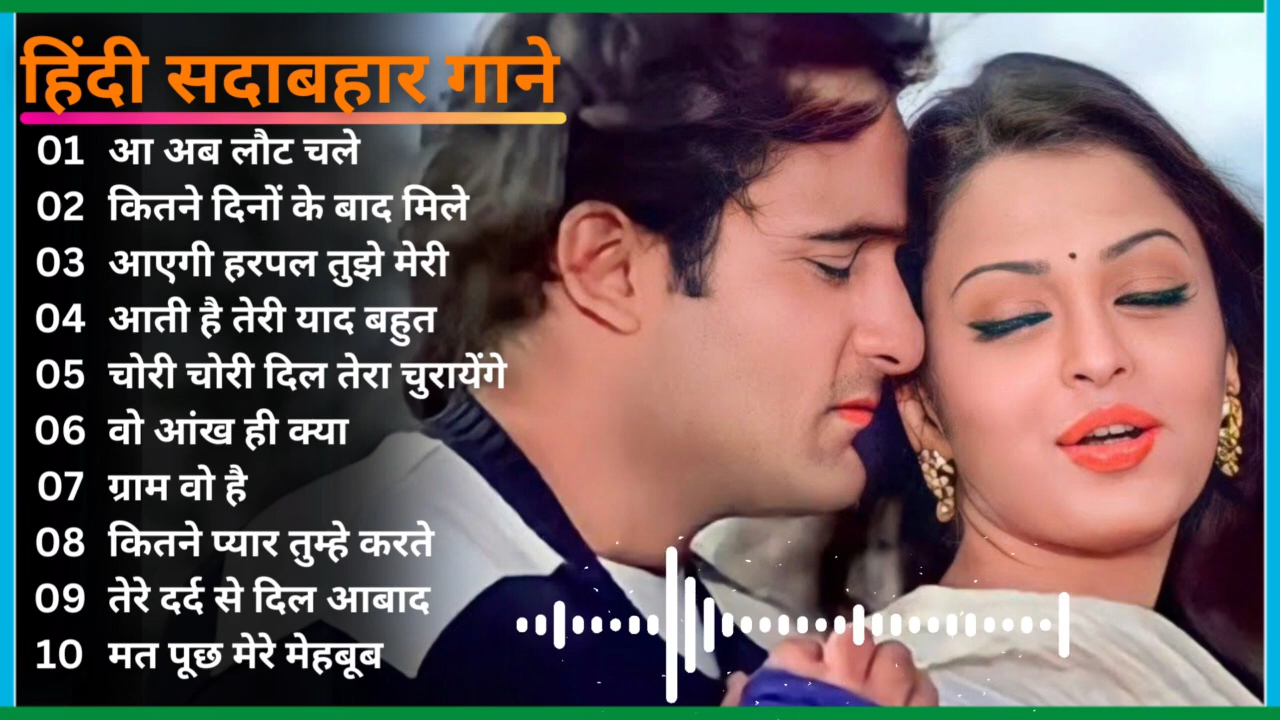 हिंदी सदाबहार गाने
01 आ अब लौट चले
02 कितने दिनों के बाद मिले
03 आएगी हरपल तुझे मेरी
04 आती है तेरी याद बहुत
05 चोरी चोरी दिल तेरा चुरायेंगे
06 वो आंख ही क्या
07 ग्राम वो है
08 कितने प्यार तुम्हे करते
09 तेरे दर्द से दिल आबाद
10 मत पूछ मेरे मेहबूब